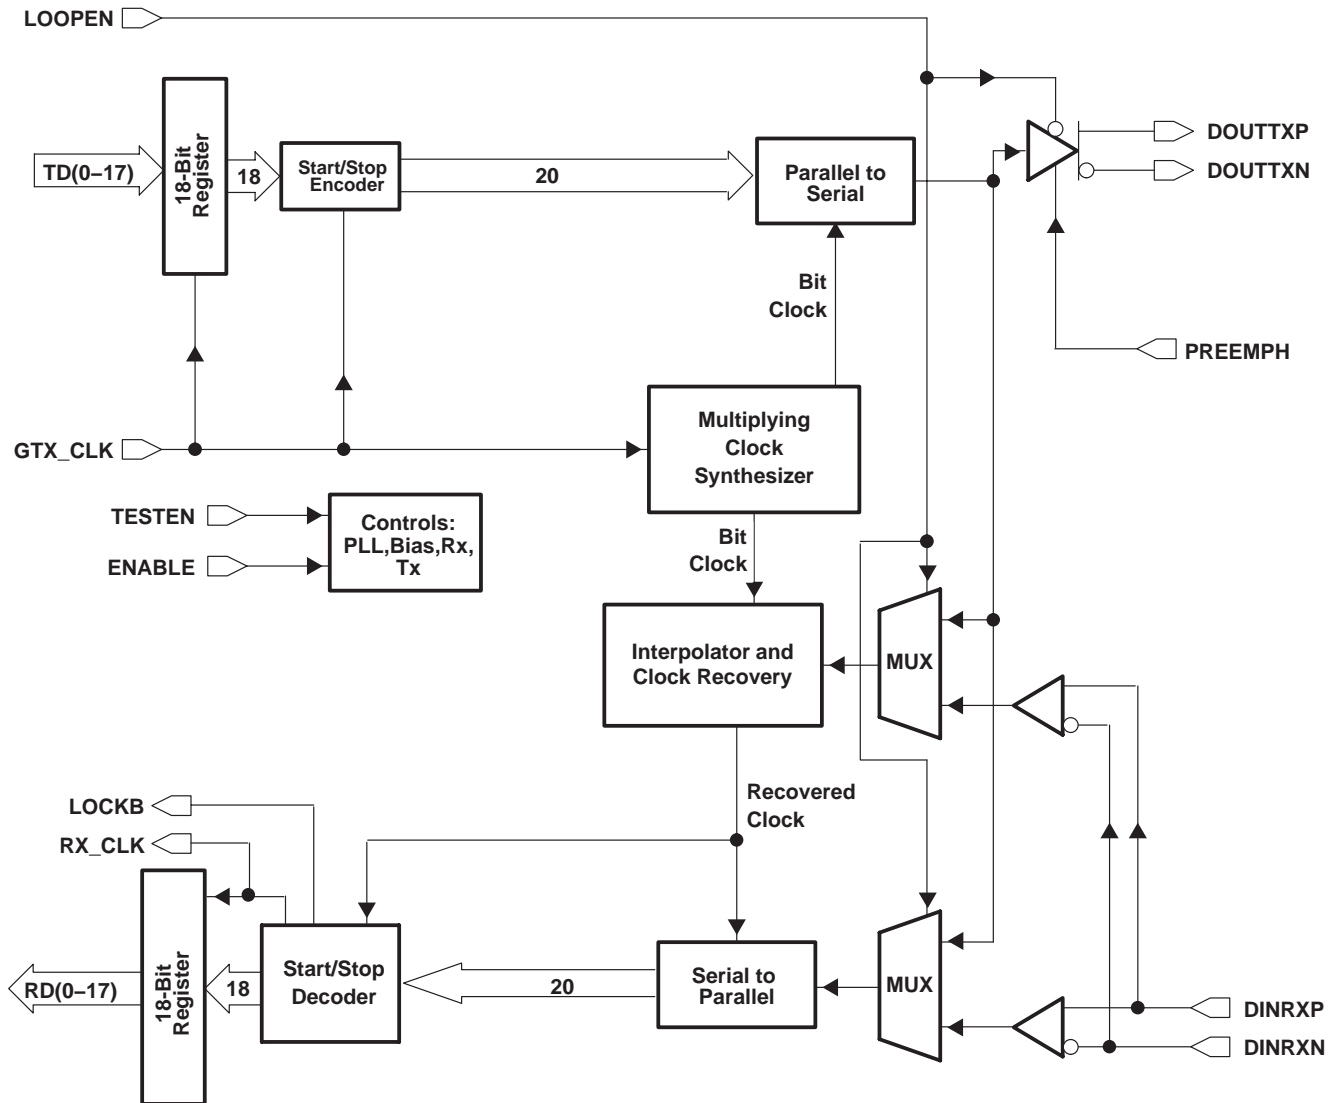 LOOPEN
18-Bit
Register
TD(0–17)
18
Start/Stop
Encoder
20
Parallel to
Serial
DOUTTXP
DOUTTXN
Bit
Clock
PREEMPH
GTX_CLK
Multiplying
Clock
Synthesizer
TESTEN
ENABLE
Controls:
PLL,Bias,Rx,
Tx
Bit
Clock
Interpolator and
Clock Recovery
MUX
Recovered
Clock
LOCKB
RX_CLK
RD(0–17)
18-Bit
Register
18
Start/Stop
Decoder
20
Serial to
Parallel
MUX
DINRXP
DINRXN